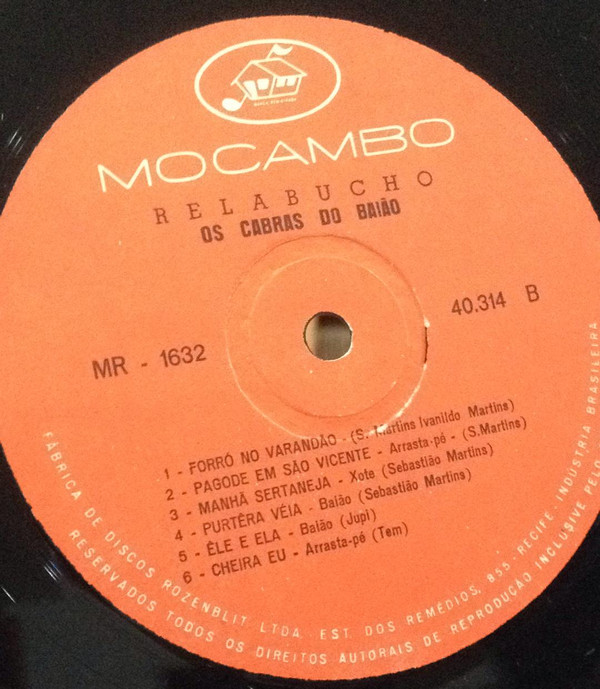 MOCAMBO
RELABUCHO
OS CABRAS DO BAIÃO
MR - 1632
40.314 B
1 - FORRÓ NO VARANDÃO - (S. Martins Ivanildo Martins)
2 - PAGODE EM SÃO VICENTE - Arrasta-pé - (S.Martins)
3 - MANHÃ SERTANEJA - Xote (Sebastião Martins)
4 - PURTÊRA VÉIA - Baião (Sebastião Martins)
5 - ÊLE E ELA - Baião (Jupi)
6 - CHEIRA EU - Arrasta-pé (Tem)
FÁBRICA DE DISCOS ROZENBLIT LTDA. EST. DOS REMÉDIOS, 855 - RECIFE - INDUSTRIA BRASILEIRA
RESERVADOS TODOS OS DIREITOS AUTORAIS DE REPRODUÇÃO INCLUSIVE PELO